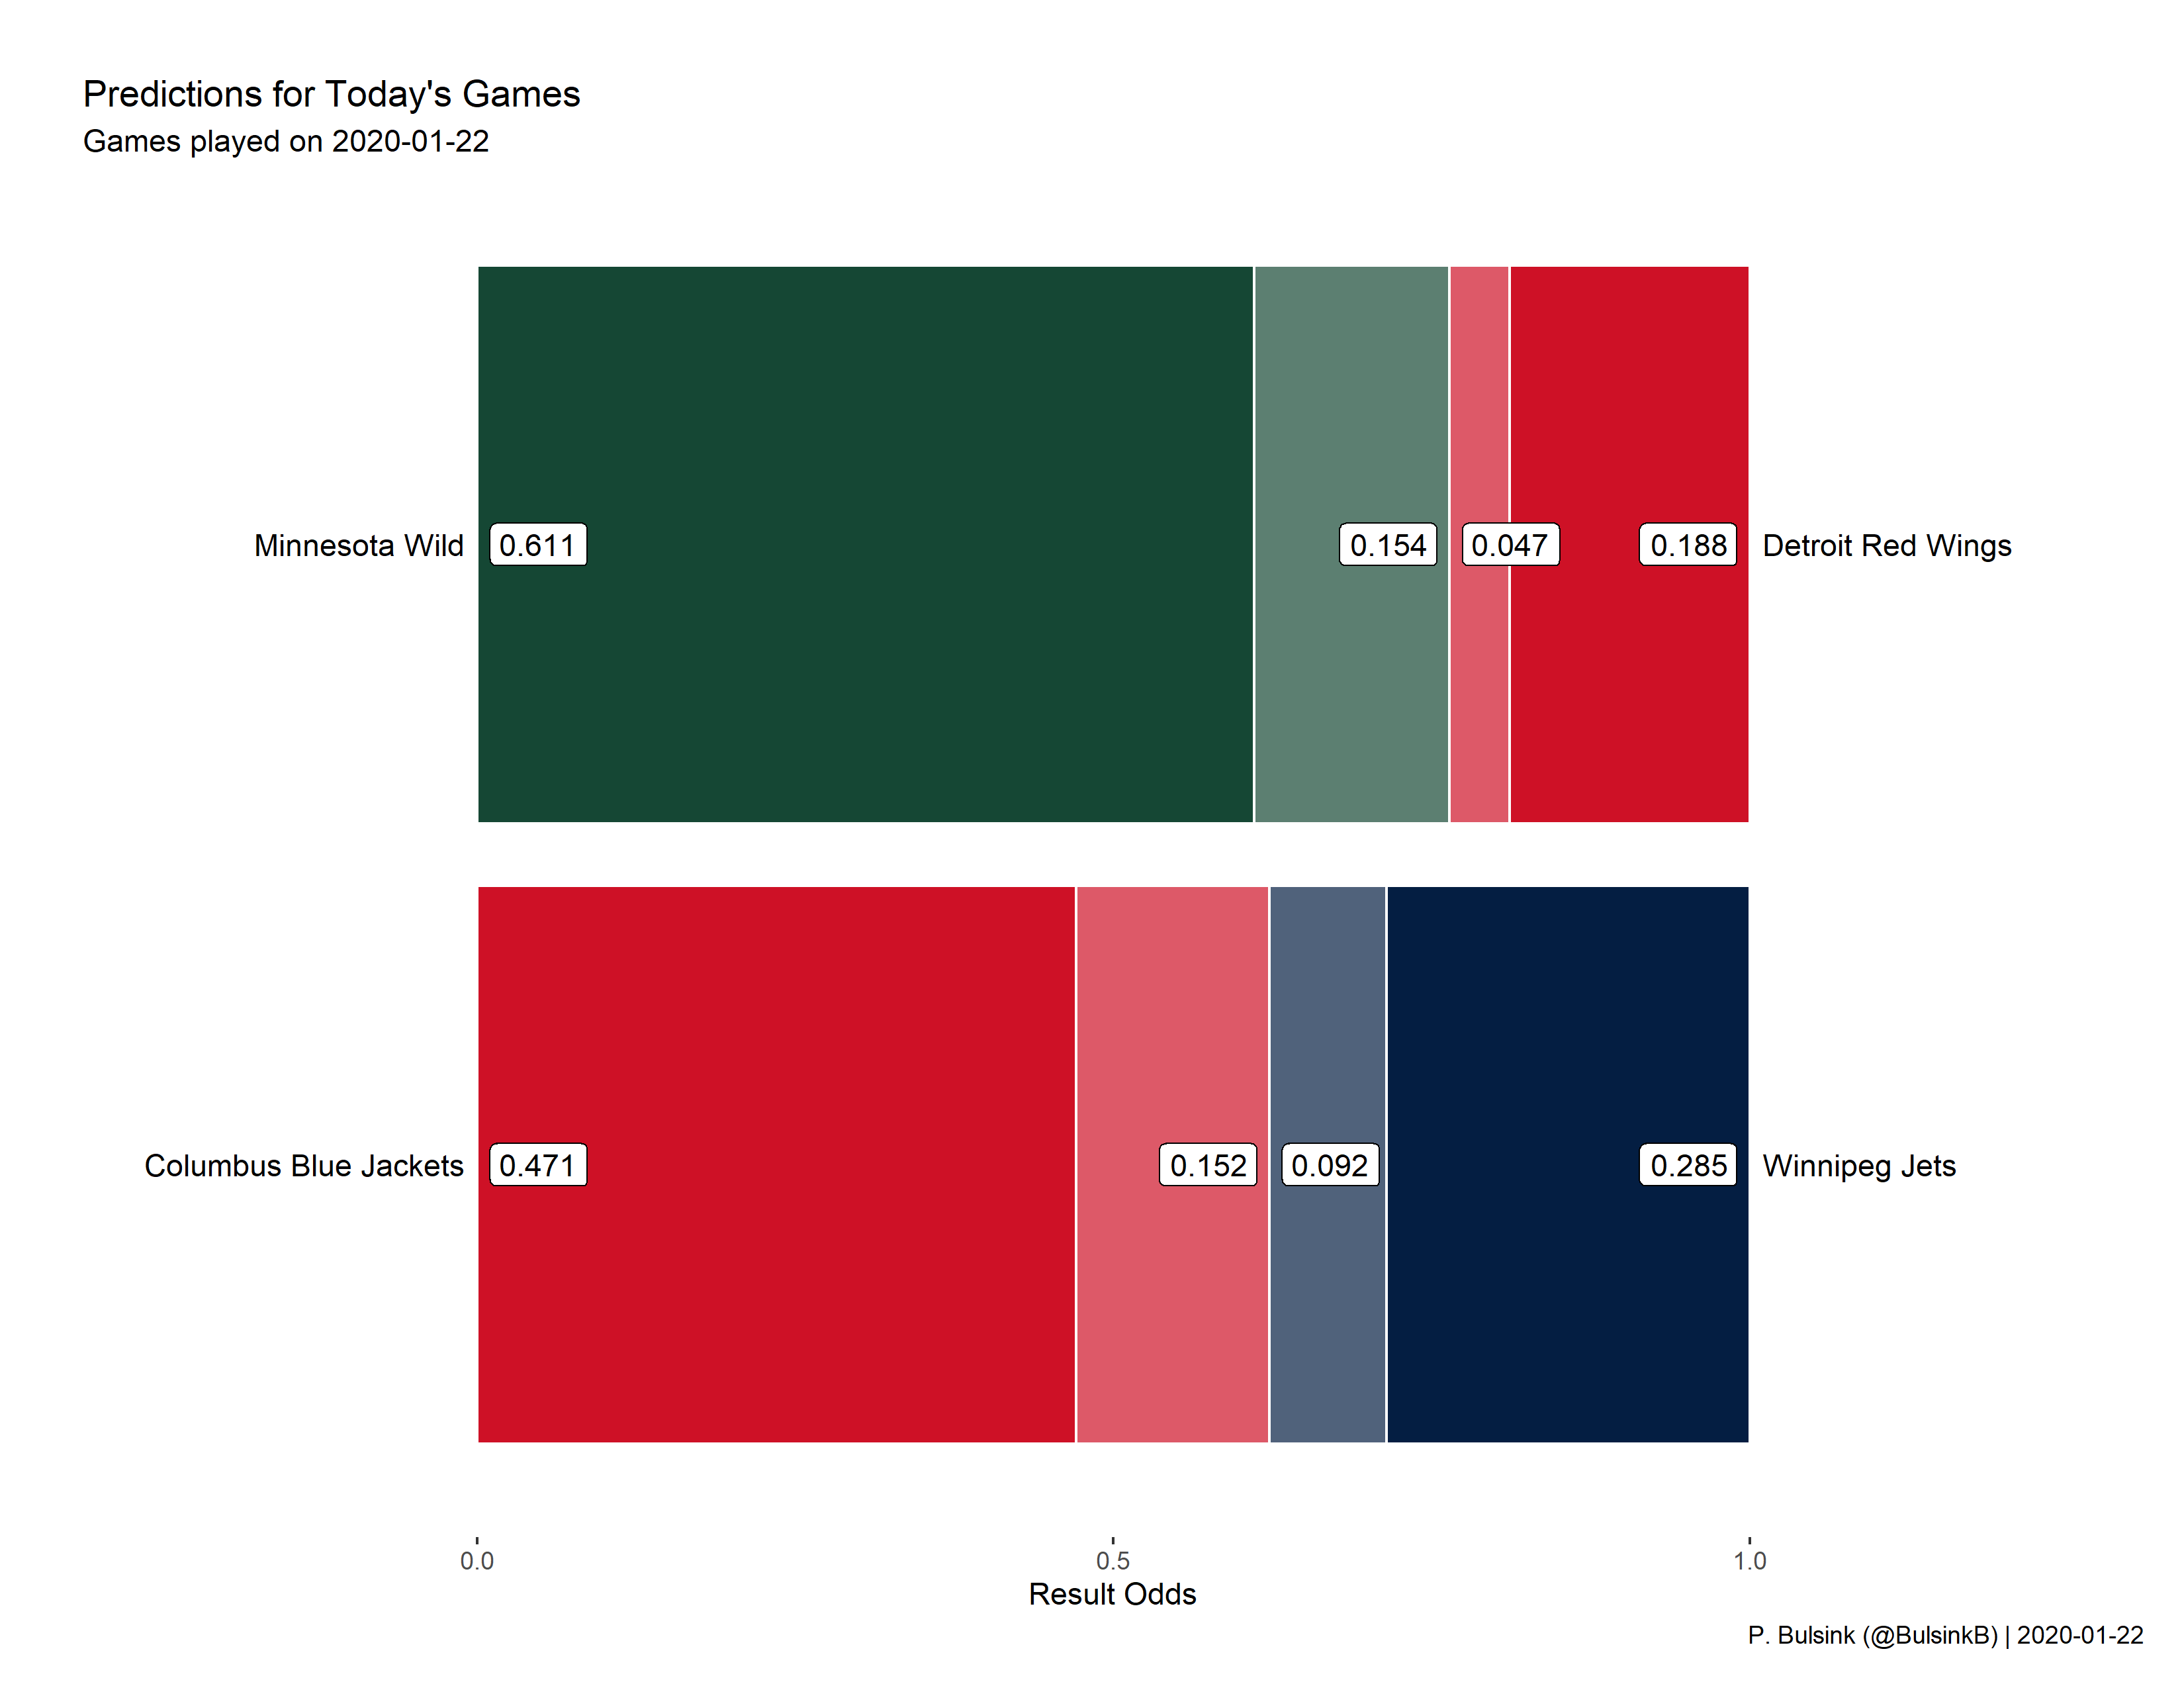 Predictions for Today's Games
Games played on 2020-01-22
Minnesota Wild 0.611 0.154 0.047 0.188 Detroit Red Wings
Columbus Blue Jackets 0.471 0.152 0.092 0.285 Winnipeg Jets
0.0 0.5 1.0
Result Odds
P. Bulsink (@BulsinkB) | 2020-01-22